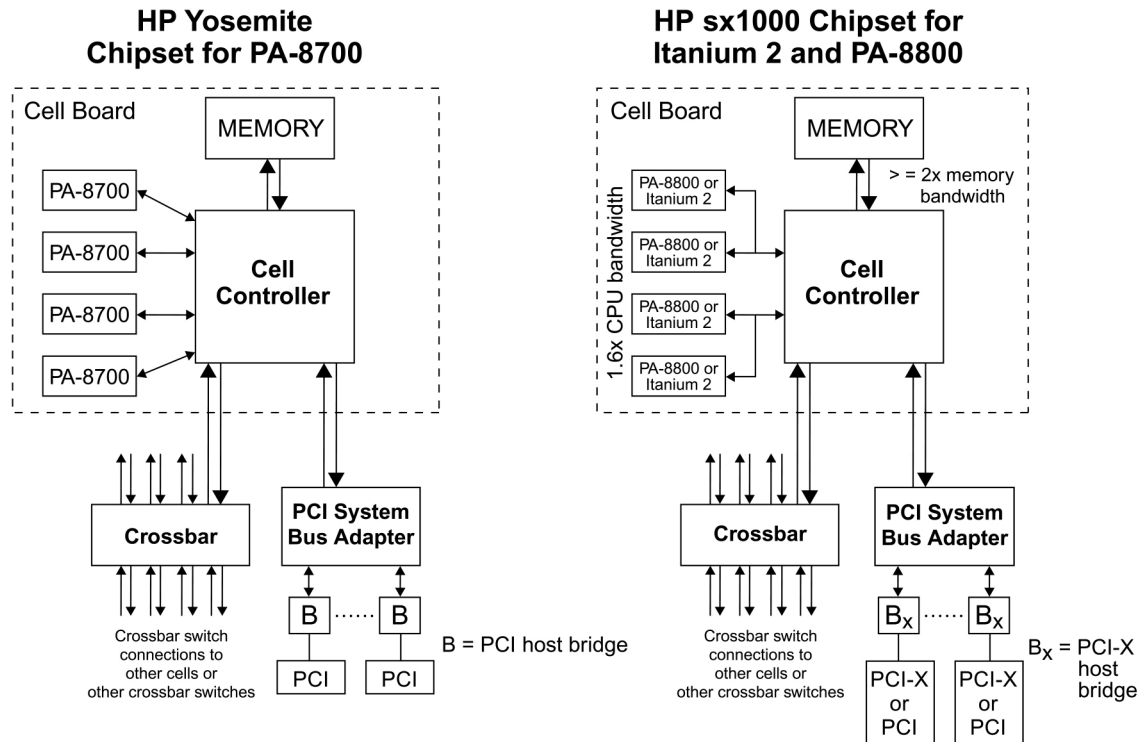 HP Yosemite
Chipset for PA-8700
Cell Board
MEMORY
PA-8700
PA-8700
PA-8700
PA-8700
Cell
Controller
Crossbar
PCI System
Bus Adapter
B ...... B
Crossbar switch
connections to
other cells or
other crossbar switches
PCI
PCI
B = PCI host bridge
HP sx1000 Chipset for
Itanium 2 and PA-8800
Cell Board
MEMORY
> = 2x memory
bandwidth
1.6x CPU bandwidth
PA-8800 or
Itanium 2
PA-8800 or
Itanium 2
PA-8800 or
Itanium 2
PA-8800 or
Itanium 2
Cell
Controller
Crossbar
PCI System
Bus Adapter
Bx ...... Bx
Crossbar switch
connections to
other cells or
other crossbar switches
PCI-X
or
PCI
PCI-X
or
PCI
Bx = PCI-X
host
bridge